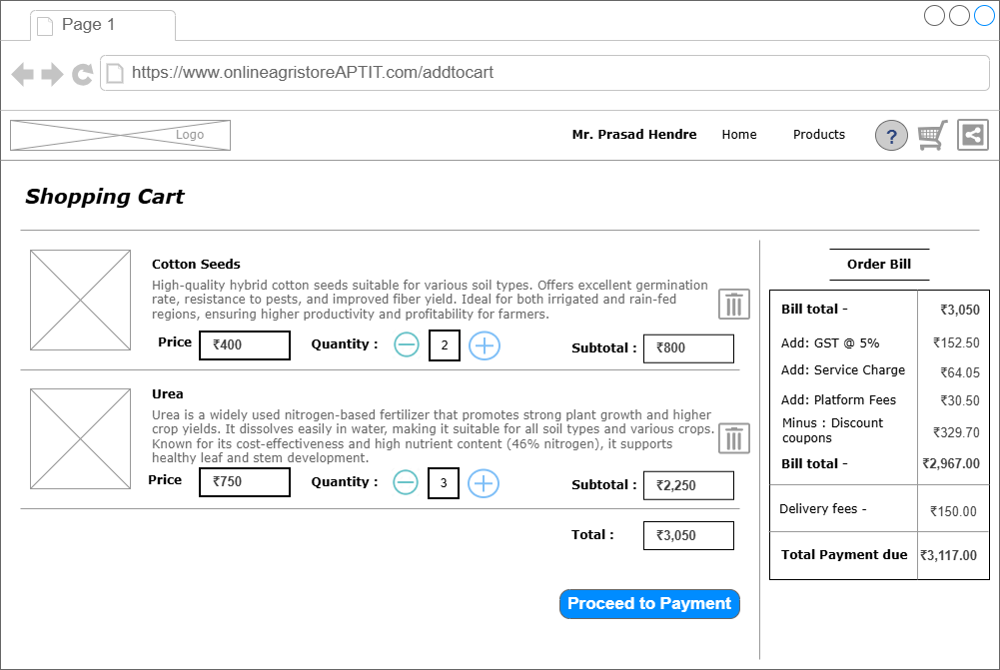 Page 1
https://www.onlineagristoreAPTIT.com/addtocart
Logo
Mr. Prasad Hendre
Home
Products
?
Shopping Cart
Cotton Seeds
High-quality hybrid cotton seeds suitable for various soil types. Offers excellent germination
rate, resistance to pests, and improved fiber yield. Ideal for both irrigated and rain-fed
regions, ensuring higher productivity and profitability for farmers.
Price ₹400 Quantity : 2 Subtotal : ₹800
Urea
Urea is a widely used nitrogen-based fertilizer that promotes strong plant growth and higher
crop yields. It dissolves easily in water, making it suitable for all soil types and various crops.
Known for its cost-effectiveness and high nutrient content (46% nitrogen), it supports
healthy leaf and stem development.
Price ₹750 Quantity : 3 Subtotal : ₹2,250
Total : ₹3,050
Proceed to Payment
Order Bill
Bill total - ₹3,050
Add: GST @ 5% ₹152.50
Add: Service Charge ₹64.05
Add: Platform Fees ₹30.50
Minus : Discount
coupons ₹329.70
Bill total - ₹2,967.00
Delivery fees - ₹150.00
Total Payment due ₹3,117.00